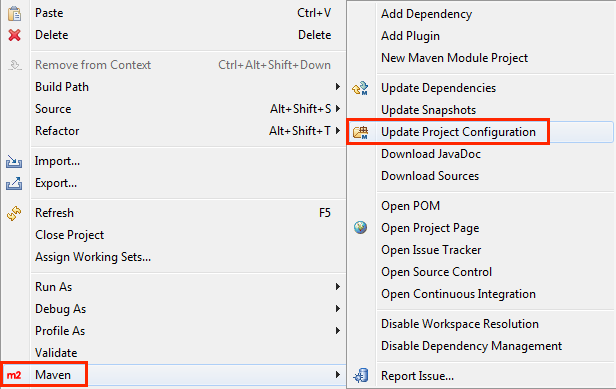 Paste Ctrl+V
Delete Delete
Remove from Context Ctrl+Alt+Shift+Down
Build Path
Source Alt+Shift+S
Refactor Alt+Shift+T
Import...
Export...
Refresh F5
Close Project
Assign Working Sets...
Run As
Debug As
Profile As
Validate
m2 Maven
Add Dependency
Add Plugin
New Maven Module Project
Update Dependencies
Update Snapshots
Update Project Configuration
Download JavaDoc
Download Sources
Open POM
Open Project Page
Open Issue Tracker
Open Source Control
Open Continuous Integration
Disable Workspace Resolution
Disable Dependency Management
Report Issue...